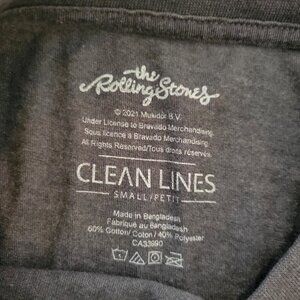 the
Rolling Stones
© 2021 Musidor B.V.
Under License to Bravado Merchandising
Sous licence à Bravado Merchandising
All Rights Reserved/Tous droits réservés
CLEAN LINES
SMALL/PETIT
Made in Bangladesh
Fabriqué au Bangladesh
60% Cotton/Coton / 40% Polyester
CA53990